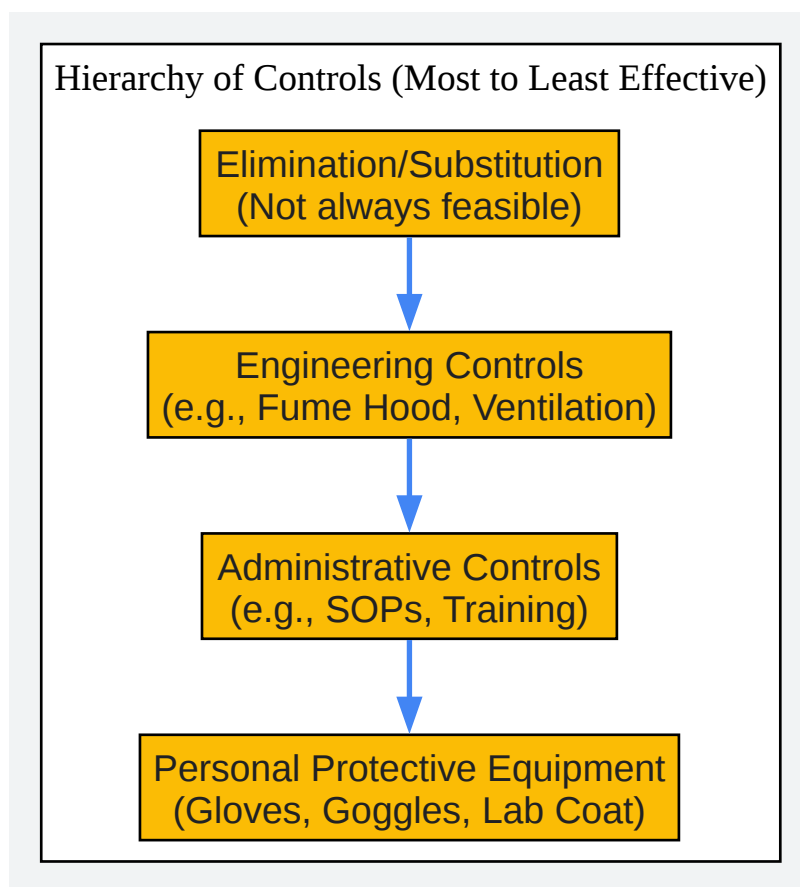 Hierarchy of Controls (Most to Least Effective)
Elimination/Substitution
(Not always feasible)
Engineering Controls
(e.g., Fume Hood, Ventilation)
Administrative Controls
(e.g., SOPs, Training)
Personal Protective Equipment
(Gloves, Goggles, Lab Coat)